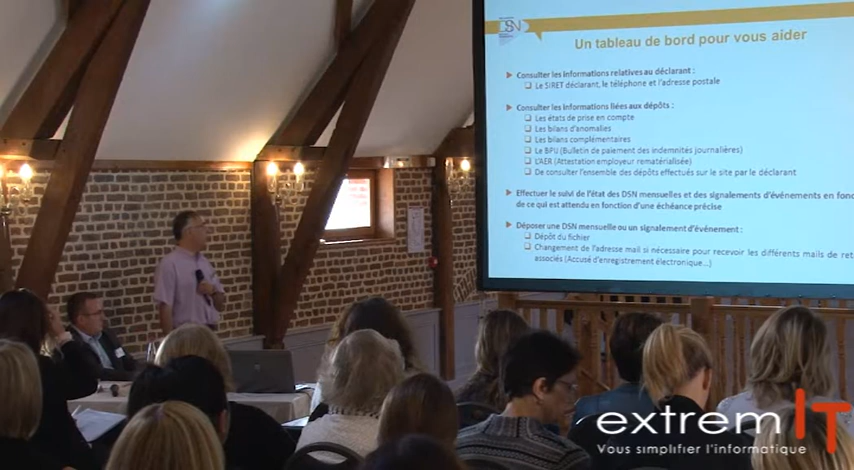 DSN
Un tableau de bord pour vous aider
Consulter les informations relatives au déclarant :
Le SIRET déclarant, le téléphone et l'adresse postale
Consulter les informations liées aux dépôts :
Les états de prise en compte
Les bilans d'anomalies
Les bilans complémentaires
Le BPIJ (Bulletin de paiement des indemnités journalières)
L'AER (Attestation employeur rematérialisée)
De consulter l'ensemble des dépôts effectués sur le site par le déclarant
Effectuer le suivi de l'état des DSN mensuelles et des signalements d'événements en fonc
de ce qui est attendu en fonction d'une échéance précise
Déposer une DSN mensuelle ou un signalement d'événement :
Dépôt du fichier
Changement de l'adresse mail si nécessaire pour recevoir les différents mails de ret
associés (Accusé d'enregistrement électronique...)
extremIT
Vous simplifier l'informatique